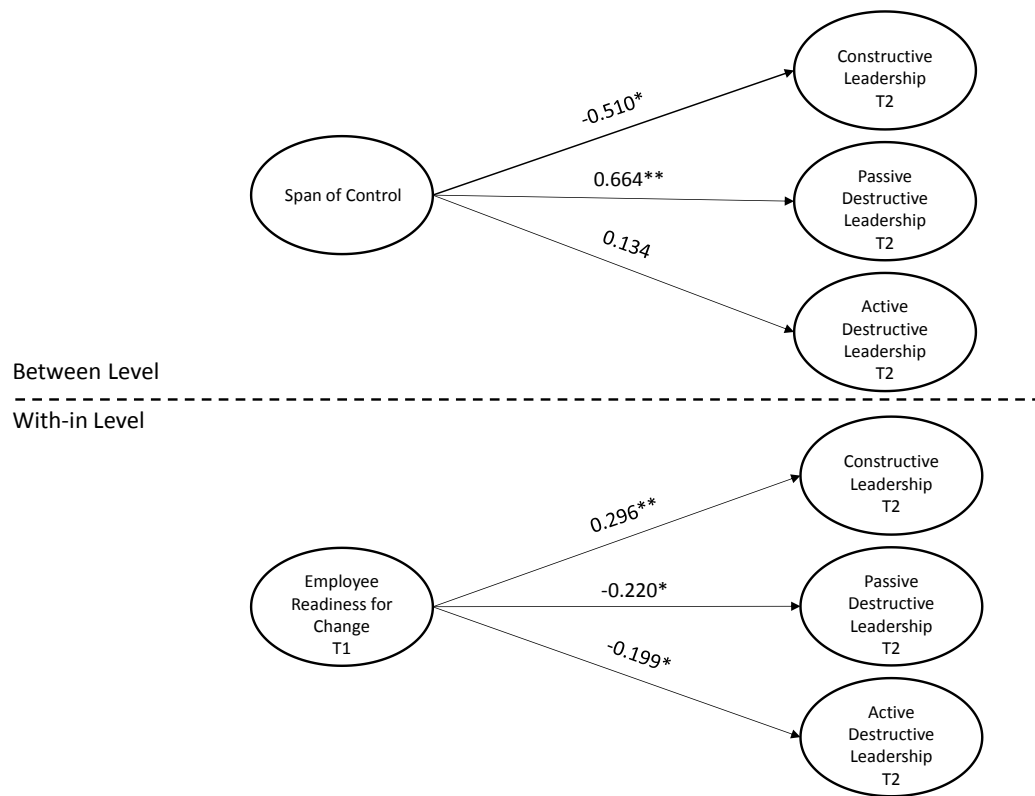 Constructive
Leadership
T2
-0.510*
Span of Control
0.664**
Passive
Destructive
Leadership
T2
0.134
Active
Destructive
Leadership
T2
Between Level
With-in Level
Constructive
Leadership
T2
0.296**
Employee
Readiness for
Change
T1
-0.220*
Passive
Destructive
Leadership
T2
-0.199*
Active
Destructive
Leadership
T2